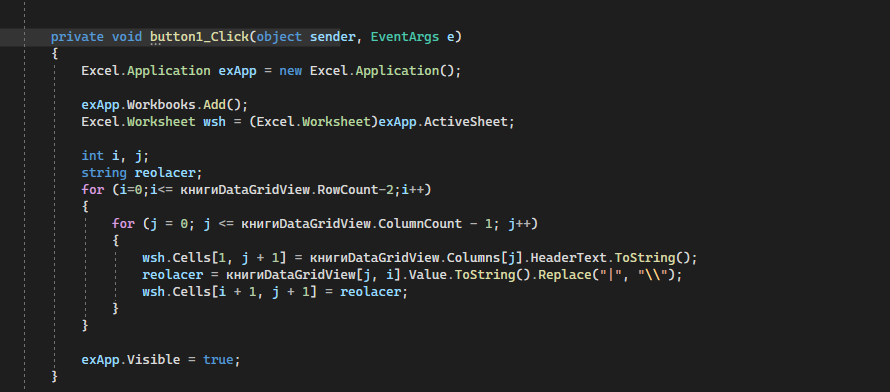 private void button1_Click(object sender, EventArgs e)
{
Excel.Application exApp = new Excel.Application();
exApp.Workbooks.Add();
Excel.Worksheet wsh = (Excel.Worksheet)exApp.ActiveSheet;
int i, j;
string reolacer;
for (i=0;i<= книгиDataGridView.RowCount-2;i++)
{
for (j = 0; j <= книгиDataGridView.ColumnCount - 1; j++)
{
wsh.Cells[1, j + 1] = книгиDataGridView.Columns[j].HeaderText.ToString();
reolacer = книгиDataGridView[j, i].Value.ToString().Replace("|", "\\");
wsh.Cells[i + 1, j + 1] = reolacer;
}
}
exApp.Visible = true;
}